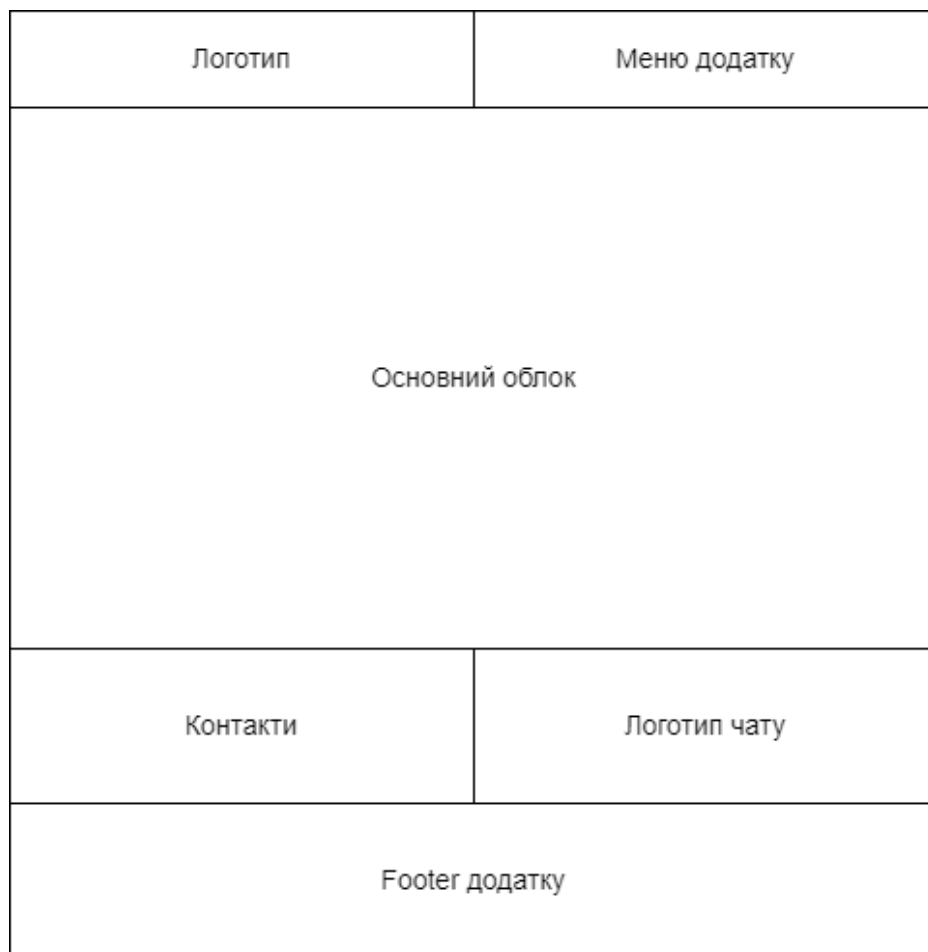 Логотип
Меню додатку
Основний облок
Контакти
Логотип чату
Footer додатку